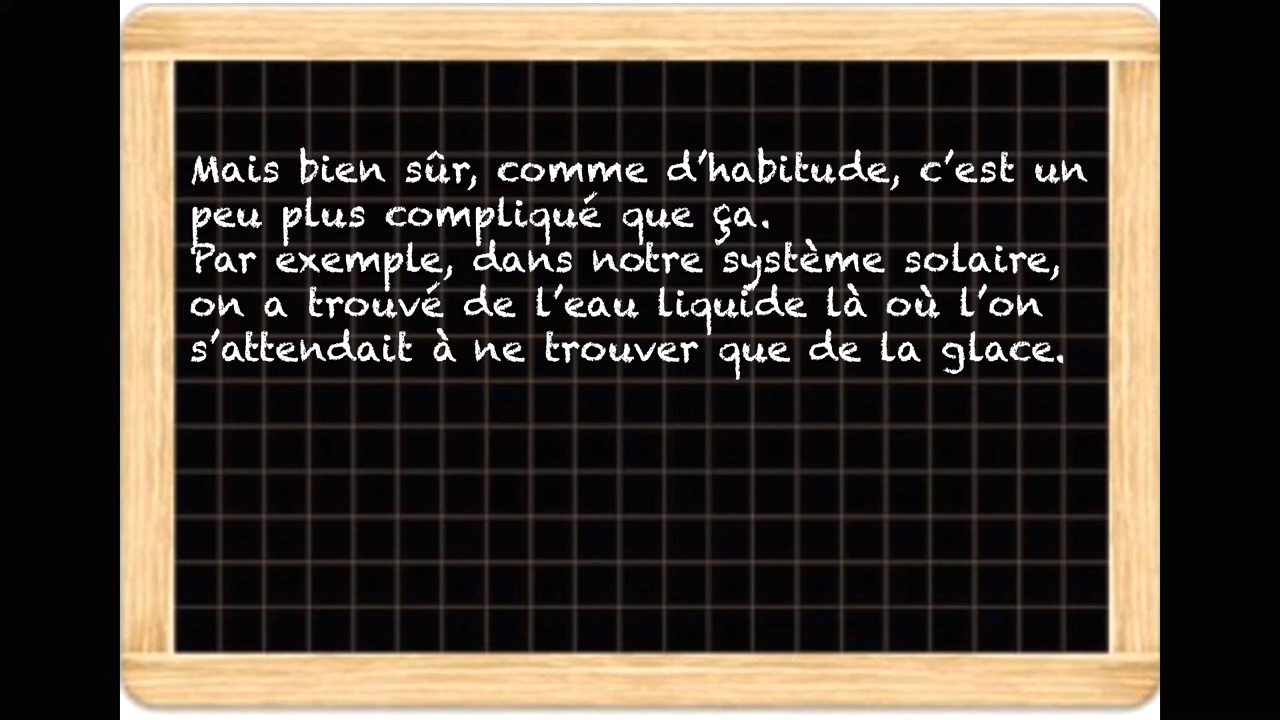 Mais bien sûr, comme d’habitude, c’est un
peu plus compliqué que ça.
Par exemple, dans notre système solaire,
on a trouvé de l’eau liquide là où l’on
s’attendait à ne trouver que de la glace.